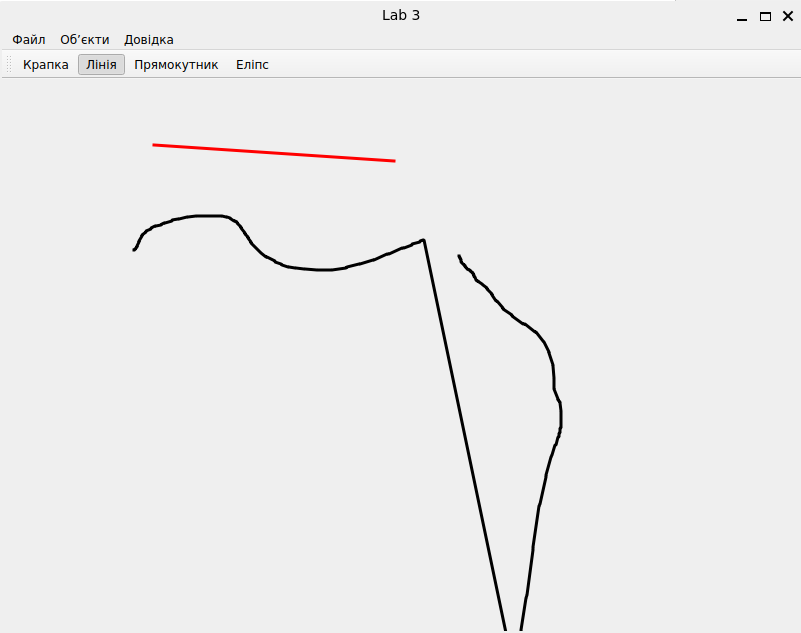 Lab 3
Файл Об’єкти Довідка
Крапка Лінія Прямокутник Еліпс